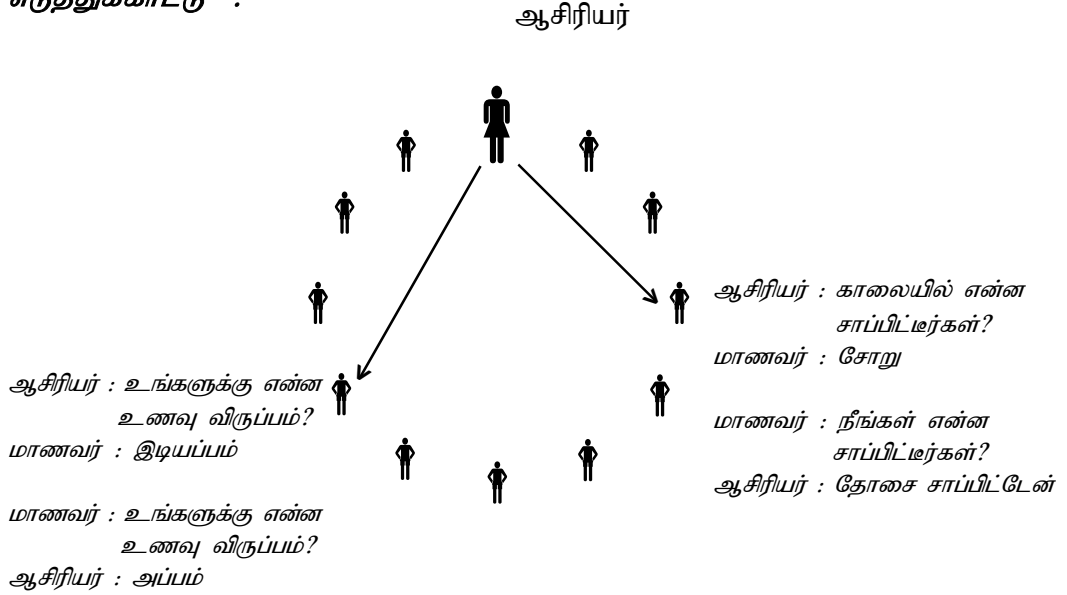 எடுத்துக்காட்டு :
ஆசிரியர்
ஆசிரியர் : காலையில் என்ன
சாப்பிட்டீர்கள்?
மாணவர் : சோறு
மாணவர் : நீங்கள் என்ன
சாப்பிட்டீர்கள்?
ஆசிரியர் : தோசை சாப்பிட்டேன்
ஆசிரியர் : உங்களுக்கு என்ன
உணவு விருப்பம்?
மாணவர் : இடியப்பம்
மாணவர் : உங்களுக்கு என்ன
உணவு விருப்பம்?
ஆசிரியர் : அப்பம்